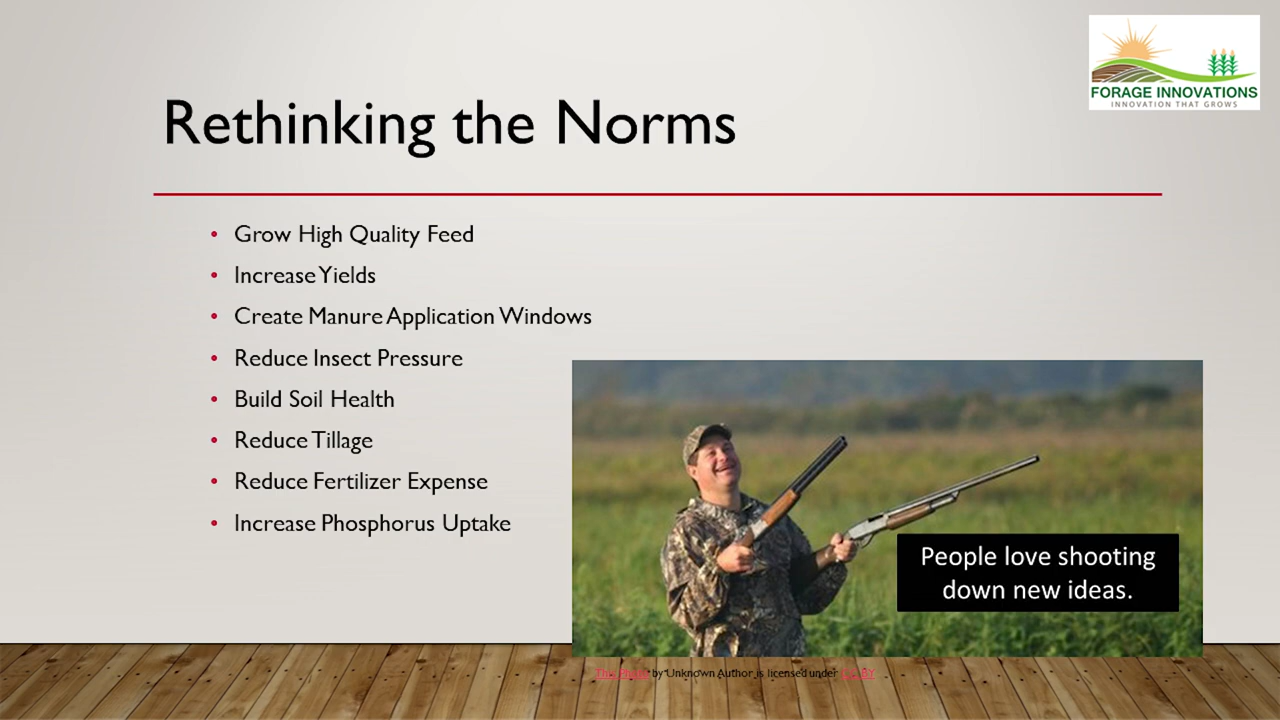 FORAGE INNOVATIONS
INNOVATION THAT GROWS
Rethinking the Norms
• Grow High Quality Feed
• Increase Yields
• Create Manure Application Windows
• Reduce Insect Pressure
• Build Soil Health
• Reduce Tillage
• Reduce Fertilizer Expense
• Increase Phosphorus Uptake
People love shooting
down new ideas.
This Photo by Unknown Author is licensed under CC BY